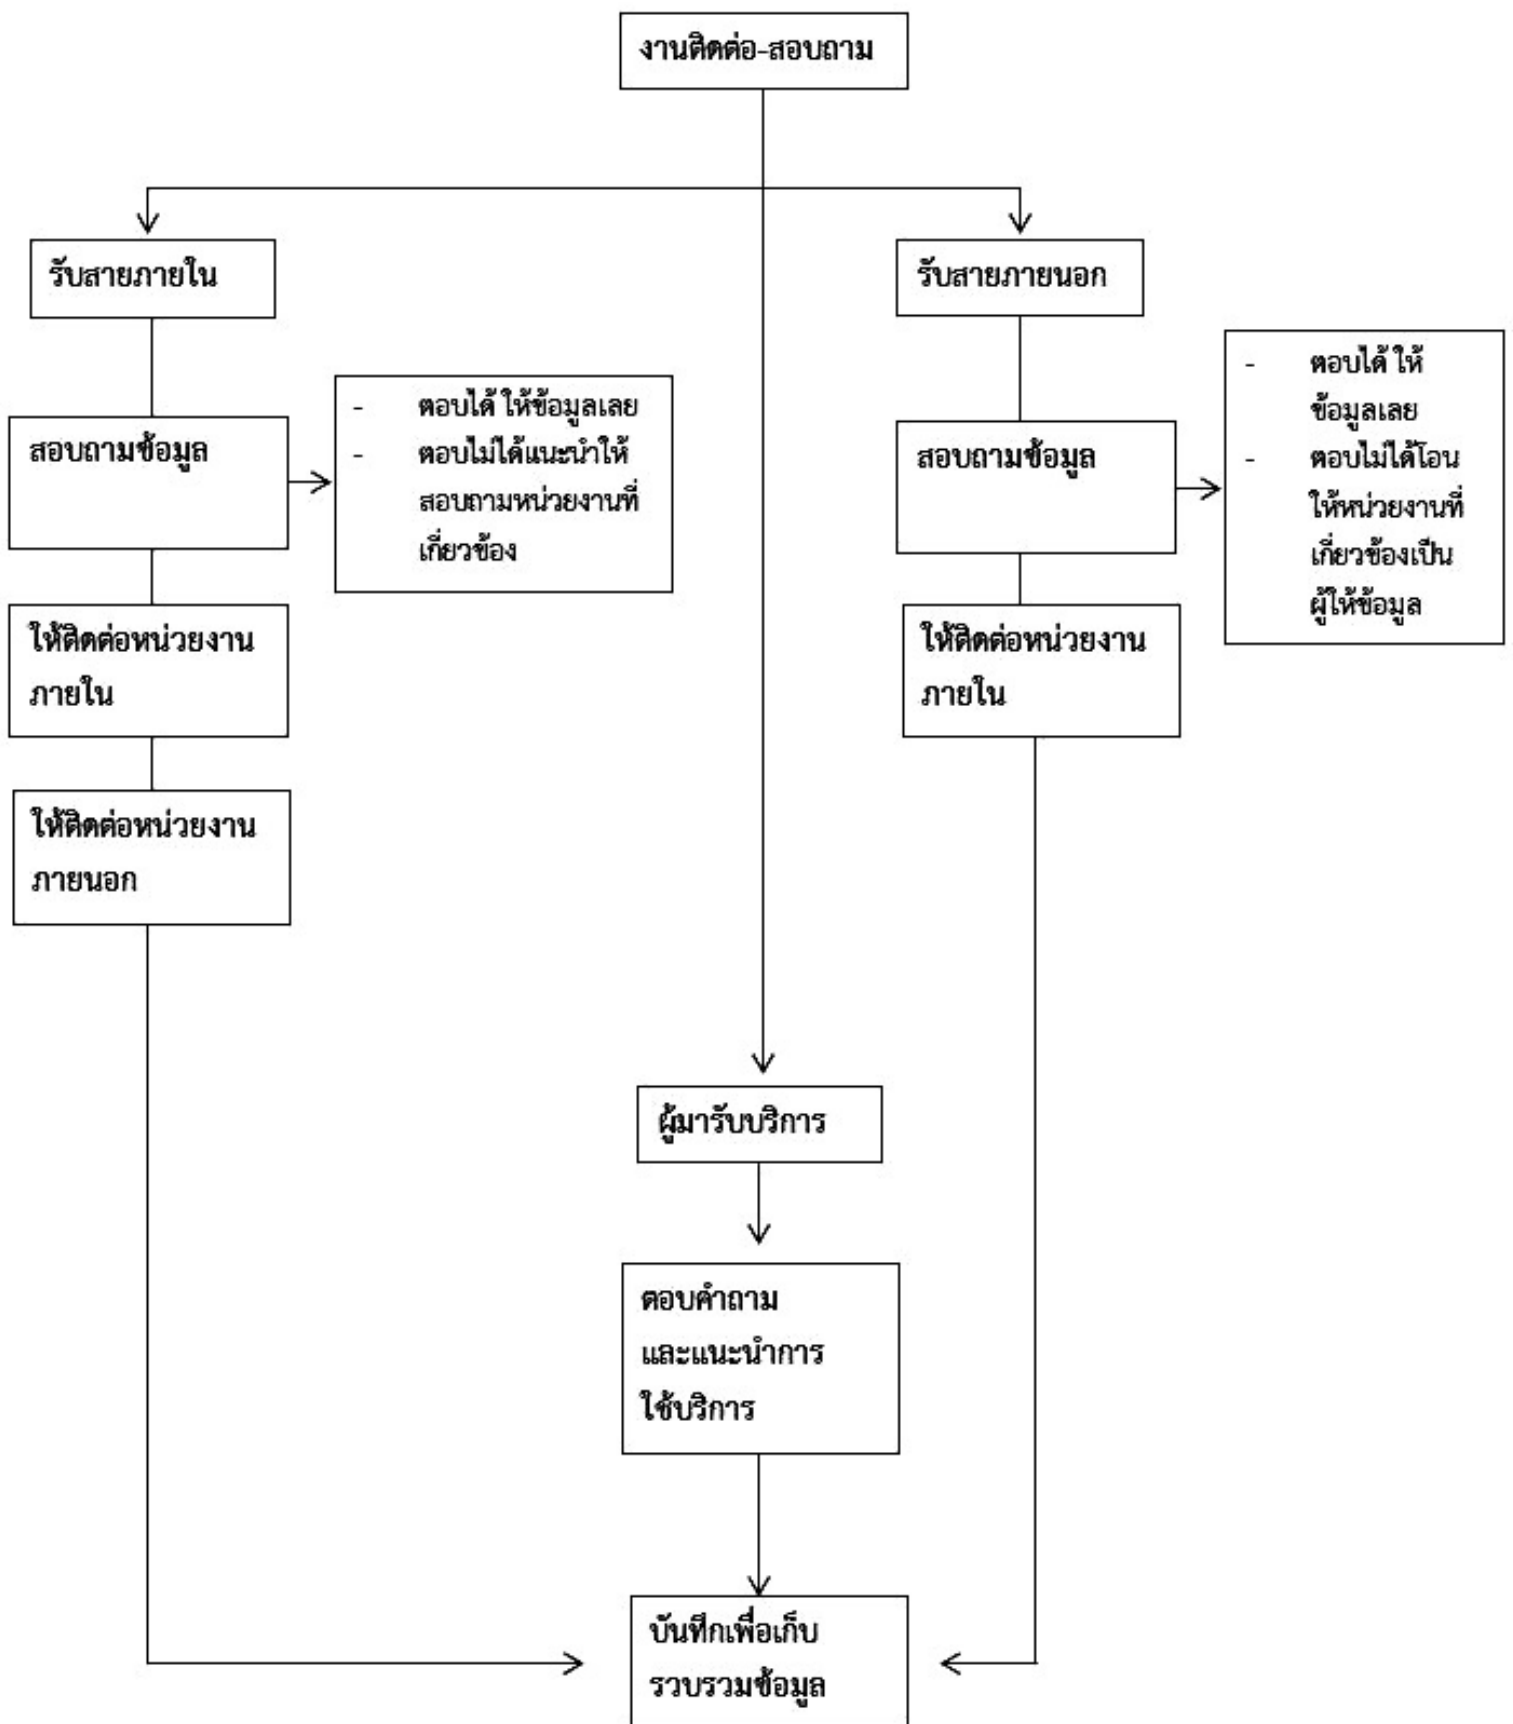 งานติดต่อ-สอบถาม
รับสายภายใน
รับสายภายนอก
สอบถามข้อมูล
- ตอบได้ ให้ข้อมูลเลย
- ตอบไม่ได้แนะนำให้
สอบถามหน่วยงานที่
เกี่ยวข้อง
สอบถามข้อมูล
- ตอบได้ ให้
ข้อมูลเลย
- ตอบไม่ได้โอน
ให้หน่วยงานที่
เกี่ยวข้องเป็น
ผู้ให้ข้อมูล
ให้ติดต่อหน่วยงาน
ภายใน
ให้ติดต่อหน่วยงาน
ภายใน
ให้ติดต่อหน่วยงาน
ภายนอก
ผู้มารับบริการ
ตอบคำถาม
และแนะนำการ
ใช้บริการ
บันทึกเพื่อเก็บ
รวบรวมข้อมูล